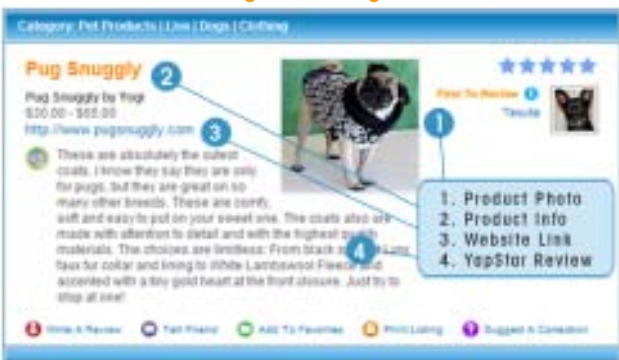 Category: Pet Products | Live | Dogs | Clothing
Pug Snuggly
2
Pug Snuggly by Yogi
$30.00 - $65.00
http://www.pugsnuggly.com
3
First To Review
1
These are absolutely the cutest
coats. I know they say they are only
for pugs, but they are great on so
many other breeds. These are comfy,
soft and easy to put on your sweet one. The coats also are
made with attention to detail and with the highest quality
materials. The choices are limitless: From black
faux fur collar and lining to White Lambswool Fleece and
accented with a tiny gold heart at the front closure. Just try to
stop at one!
4
1. Product Photo
2. Product Info
3. Website Link
4. YapStar Review
Write A Review
Tell Friend
Add To Favorites
Print Listing
Suggest A Correction